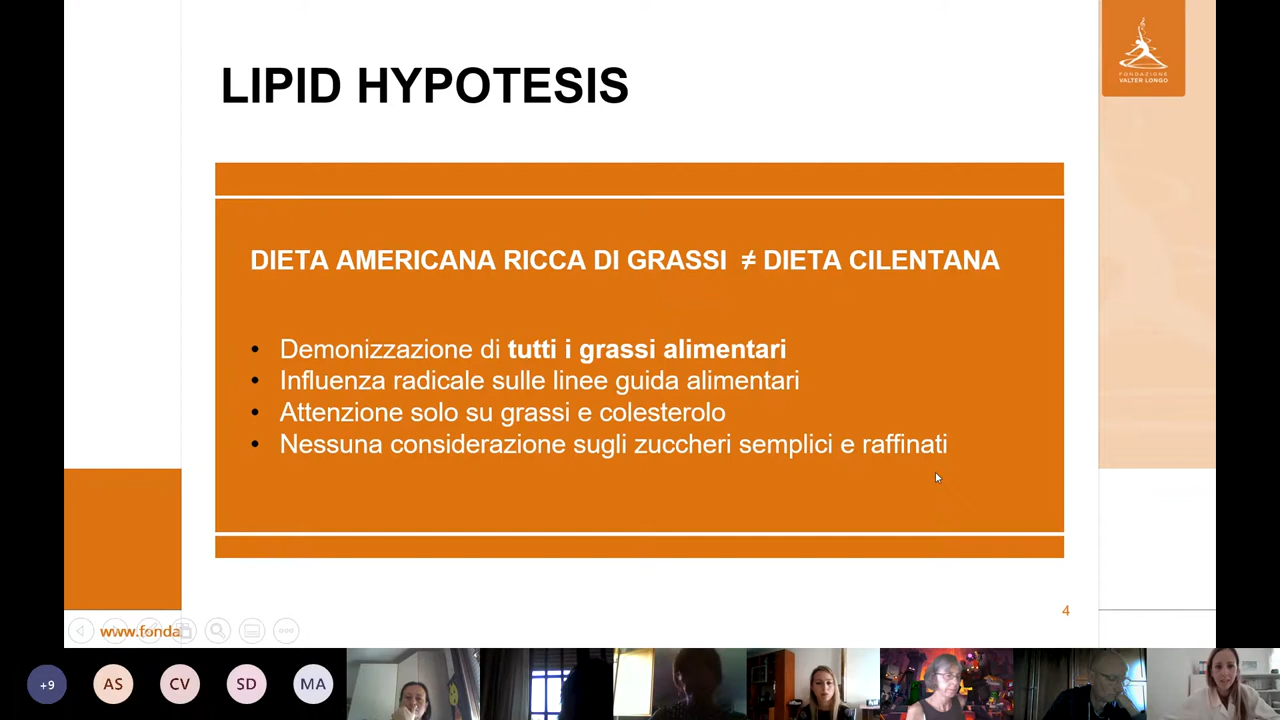 LIPID HYPOTESIS
FONDAZIONE
VALTER LONGO
DIETA AMERICANA RICCA DI GRASSI ≠ DIETA CILENTANA
• Demonizzazione di tutti i grassi alimentari
• Influenza radicale sulle linee guida alimentari
• Attenzione solo su grassi e colesterolo
• Nessuna considerazione sugli zuccheri semplici e raffinati
4
www.fonda
+9
AS
CV
SD
MA